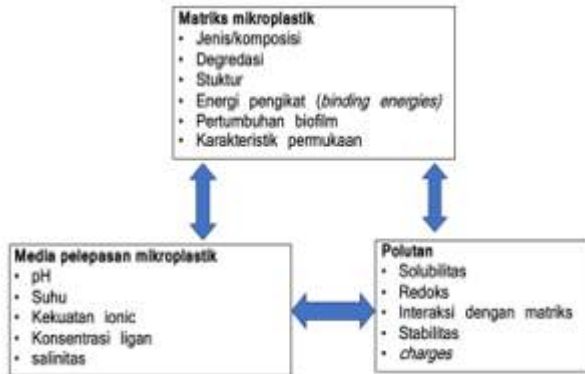 Matriks mikroplastik
• Jenis/komposisi
• Degredasi
• Stuktur
• Energi pengikat (binding energies)
• Pertumbuhan biofilm
• Karakteristik permukaan
Media pelepasan mikroplastik
• pH
• Suhu
• Kekuatan ionic
• Konsentrasi ligan
• salinitas
Polutan
• Solubilitas
• Redoks
• Interaksi dengan matriks
• Stabilitas
• charges